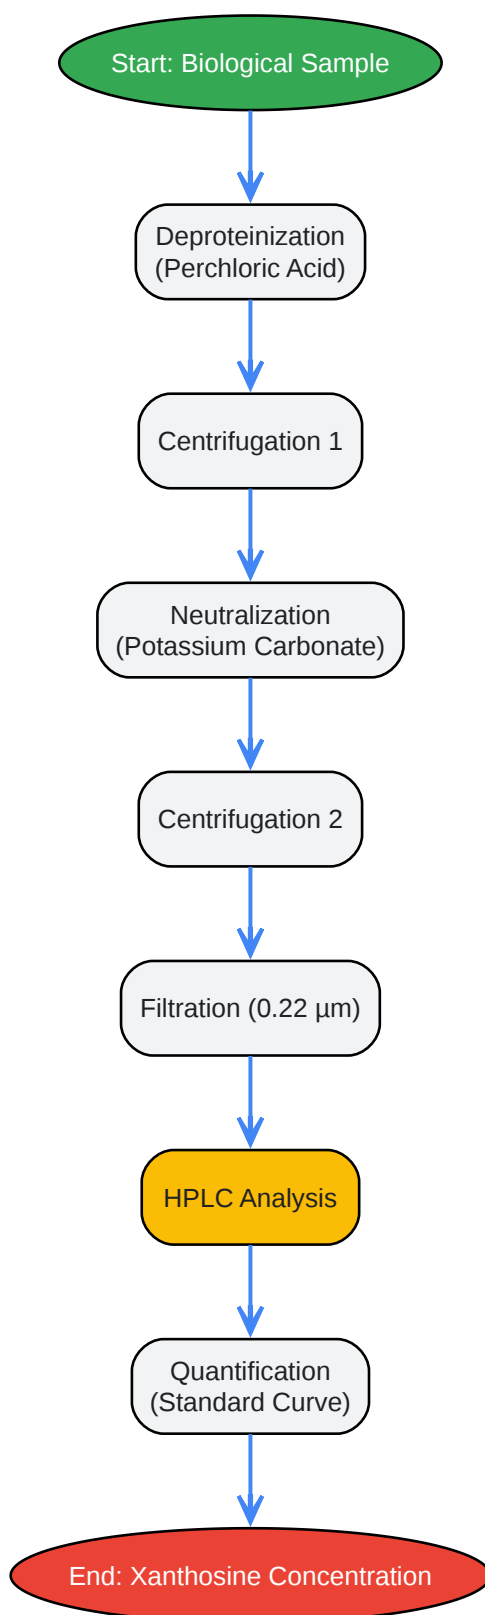 Start: Biological Sample
Deproteinization
(Perchloric Acid)
Centrifugation 1
Neutralization
(Potassium Carbonate)
Centrifugation 2
Filtration (0.22 µm)
HPLC Analysis
Quantification
(Standard Curve)
End: Xanthosine Concentration